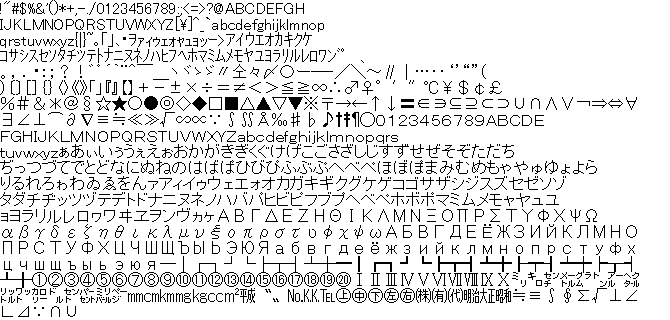 !"#$%&'()*+,-./0123456789:;<=>?@ABCDEFGH
IJKLMNOPQRSTUVWXYZ[¥]^_`abcdefghijklmnop
qrstuvwxyz{|}~｡｢｣､･ｦｧｨｩｪｫｬｭｮｯｰｱｲｳｴｵｶｷｸｹ
ｺｻｼｽｾｿﾀﾁﾂﾃﾄﾅﾆﾇﾈﾉﾊﾋﾌﾍﾎﾏﾐﾑﾒﾓﾔﾕﾖﾗﾘﾙﾚﾛﾜﾝﾞﾟ 、
。，．・：；？！゛゜´｀¨＾￣＿ヽヾゝゞ〃仝々〆〇ー―‐／＼～∥｜…‥‘’“”（
）〔〕［］｛｝〈〉《》「」『』【】＋－±×÷＝≠＜＞≦≧∞∴♂♀°′″℃￥＄￠￡
％＃＆＊＠§☆★○●◎◇◆□■△▲▽▼※〒→←↑↓〓∈∋⊆⊇⊂⊃∪∩∧∨￢⇒⇔∀
∃∠⊥⌒∂∇≡≒≪≫√∽∝∵∫∬Å‰♯♭♪†‡¶◯０１２３４５６７８９ＡＢＣＤＥ
ＦＧＨＩＪＫＬＭＮＯＰＱＲＳＴＵＶＷＸＹＺａｂｃｄｅｆｇｈｉｊｋｌｍｎｏｐｑｒｓ
ｔｕｖｗｘｙｚぁあぃいぅうぇえぉおかがきぎくぐけげこごさざしじすずせぜそぞただち
ぢっつづてでとどなにぬねのはばぱひびぴふぶぷへべぺほぼぽまみむめもゃやゅゆょよら
りるれろゎわゐゑをんァアィイゥウェエォオカガキギクグケゲコゴサザシジスズセゼソゾ
タダチヂッツヅテデトドナニヌネノハバパヒビピフブプヘベペホボポマミムメモャヤュユ
ョヨラリルレロヮワヰヱヲンヴヵヶΑΒΓΔΕΖΗΘΙΚΛΜΝΞΟΠΡΣΤΥΦΧΨΩ
αβγδεζηθικλμνξοπρστυφχψωАБВГДЕЁЖЗИЙКЛМНО
ПРСТУФХЦЧШЩЪЫЬЭЮЯабвгдеёжзийклмнопрстуфх
цчшщъыьэюя─│┌┐┘└├┬┤┴┼━┃┏┓┛┗┣┳┫┻╋┠┯┨┷┿┝┰
┥┸╂①②③④⑤⑥⑦⑧⑨⑩⑪⑫⑬⑭⑮⑯⑰⑱⑲⑳ⅠⅡⅢⅣⅤⅥⅦⅧⅨⅩ㍉㌔㌢㍍㌘㌧㌃㌶
㍑㍗㌍㌦㌣㌫㍊㌻㎜㎝㎞㎎㎏㏄㎡㍻〝〟№㏍℡㊤㊥㊦㊧㊨㈱㈲㈹㍾㍽㍼≒≡∫∮∑√⊥
∠∟⊿∵∩∪